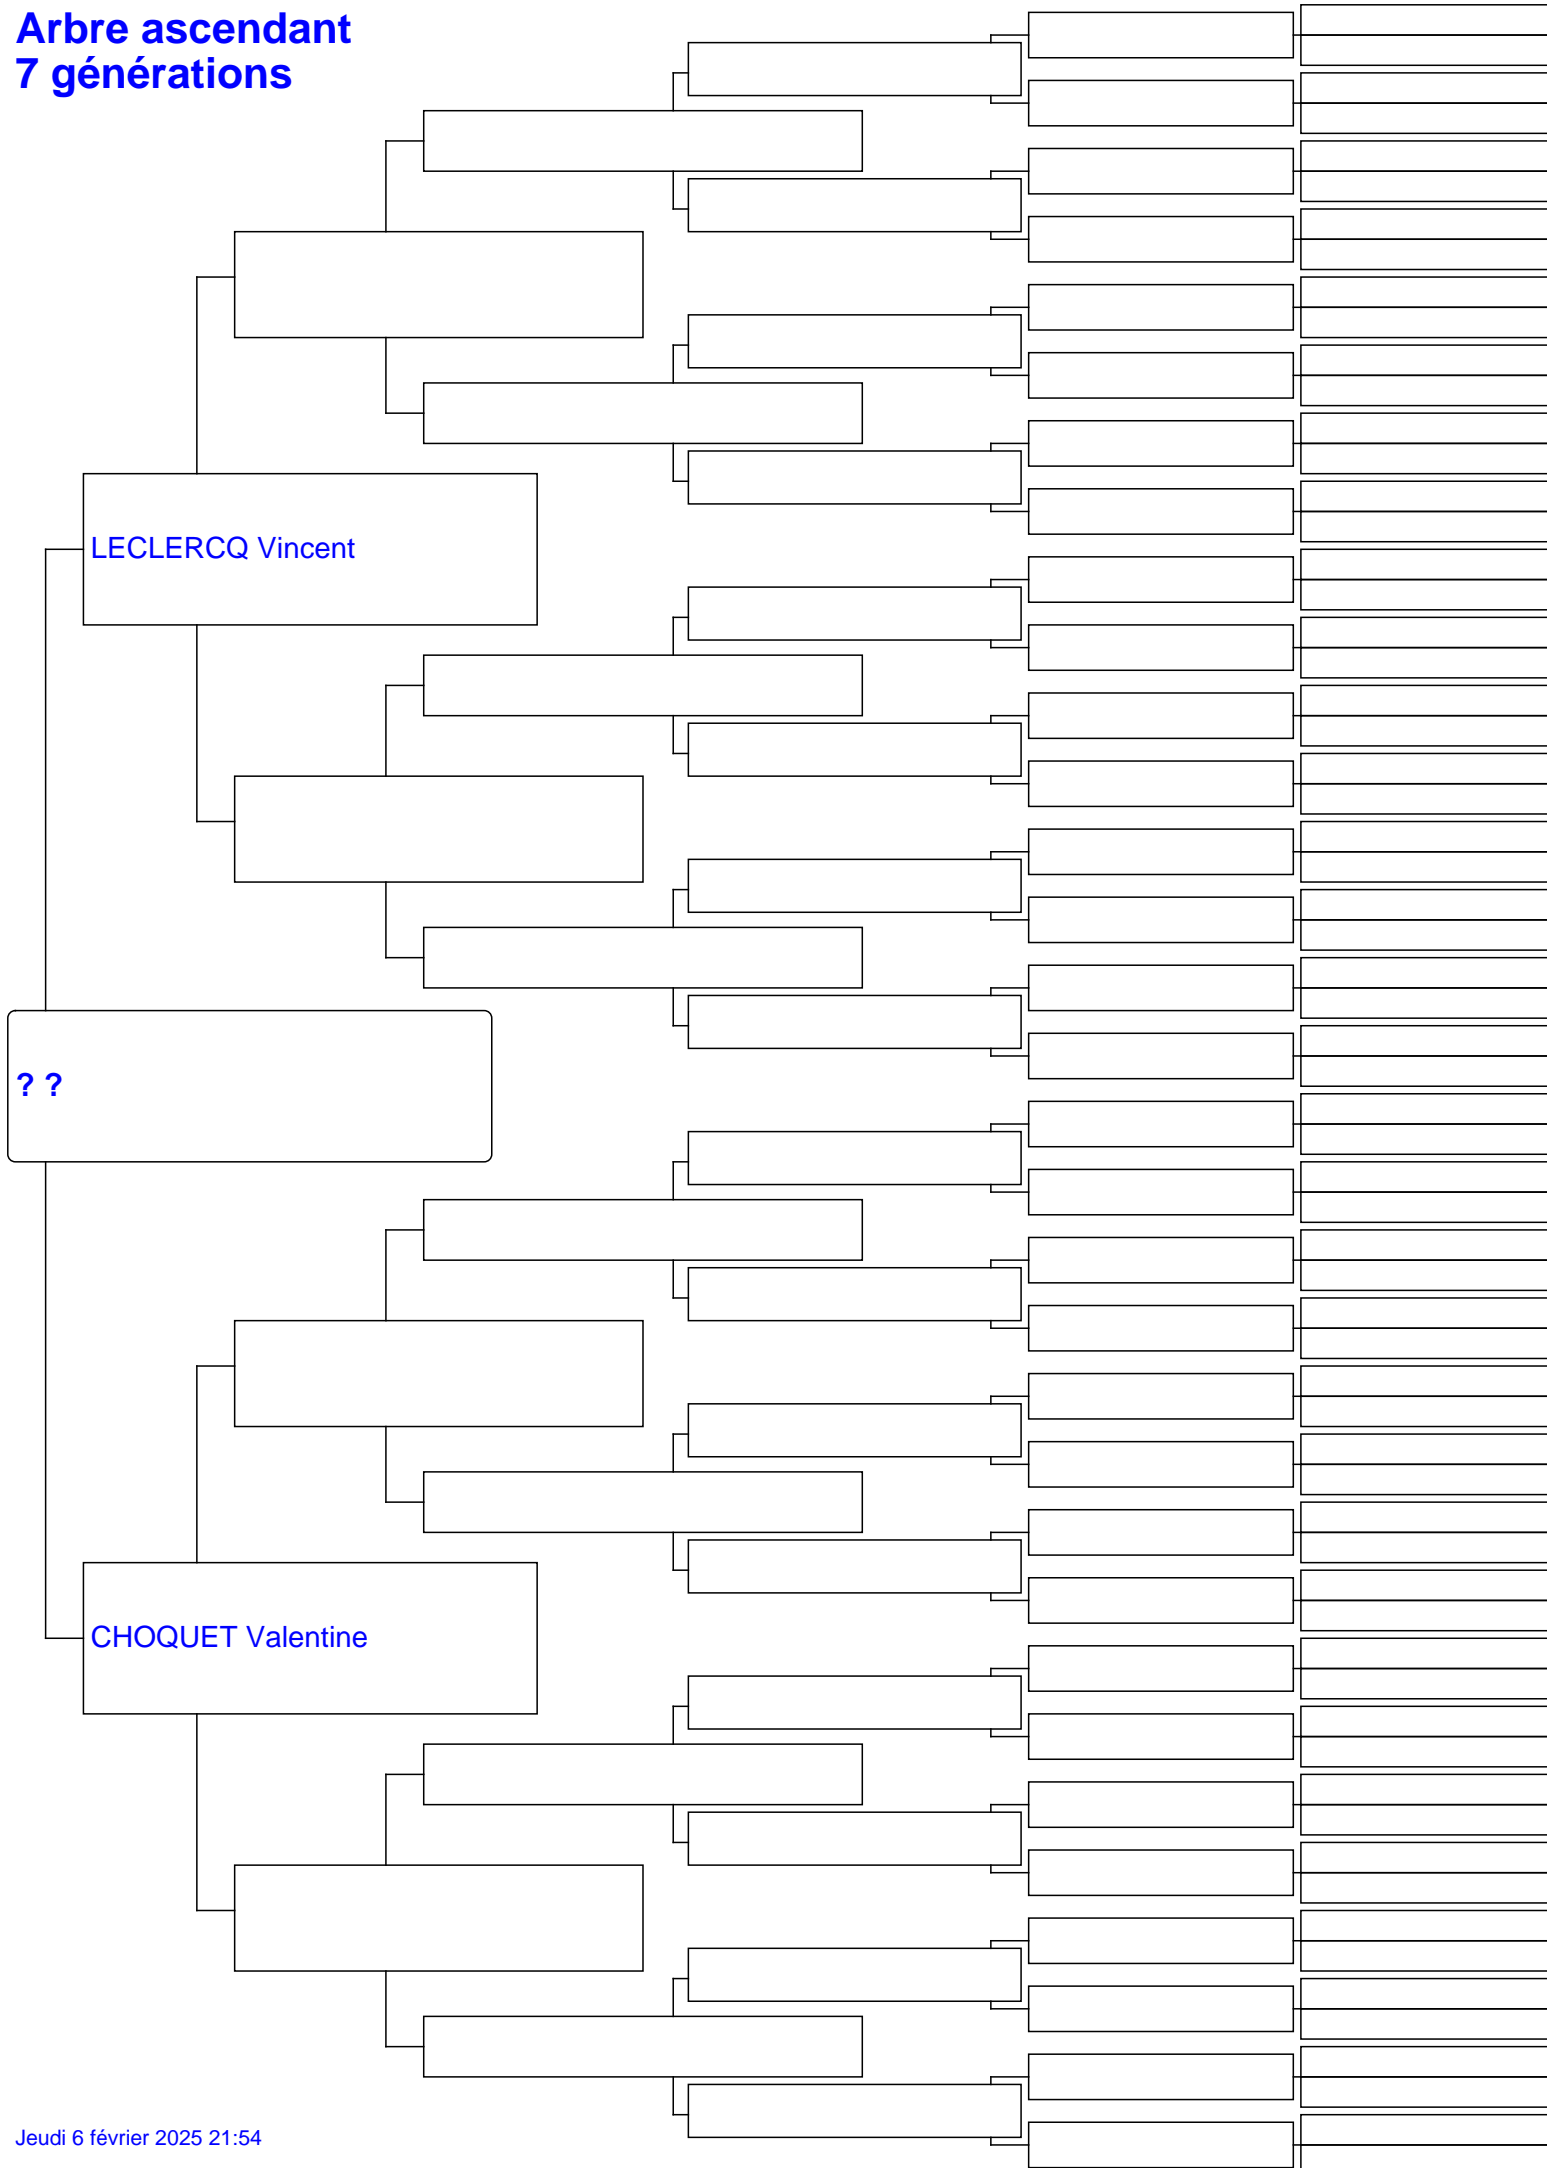 Arbre ascendant
7 générations
LECLERCQ Vincent
? ?
CHOQUET Valentine
Jeudi 6 février 2025 21:54